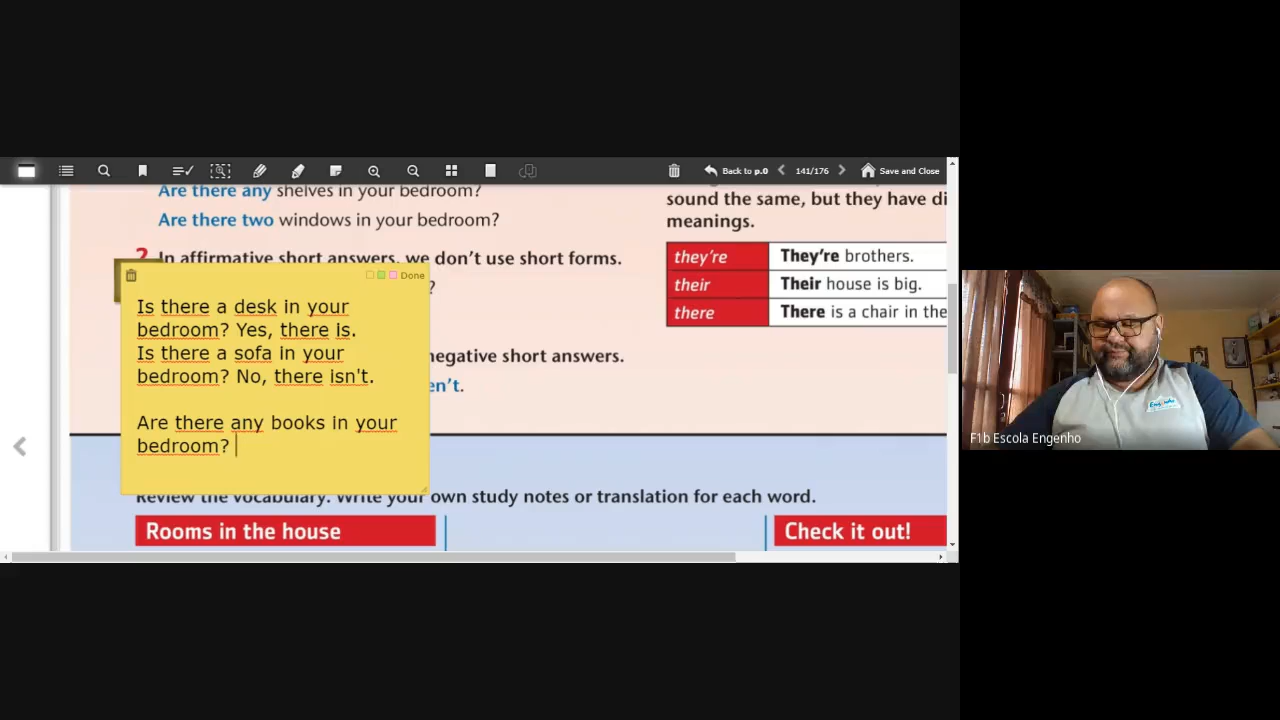 Back to p.0
141/176
Save and Close
Are there any shelves in your bedroom?
Are there two windows in your bedroom?
2 In affirmative short answers, we don't use short forms.
?
negative short answers.
en't.
sound the same, but they have di
meanings.
they're They're brothers.
their Their house is big.
there There is a chair in the
Done
Is there a desk in your
bedroom? Yes, there is.
Is there a sofa in your
bedroom? No, there isn't.
Are there any books in your
bedroom?
Review the vocabulary. Write your own study notes or translation for each word.
Rooms in the house
Check it out!
F1b Escola Engenho